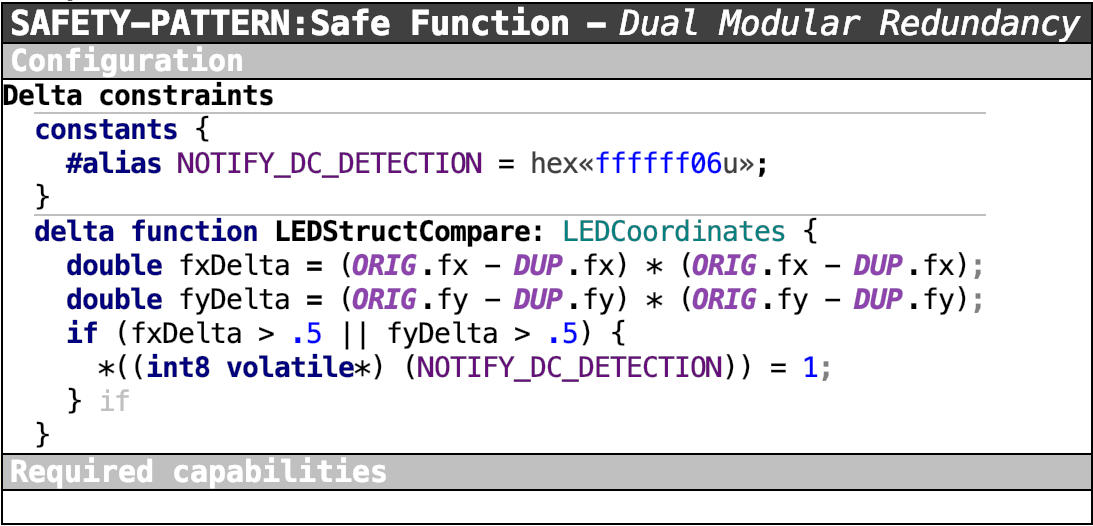 SAFETY-PATTERN:Safe Function - Dual Modular Redundancy
Configuration
Delta constraints
constants {
#alias NOTIFY_DC_DETECTION = hex«ffffff06u»;
}
delta function LEDStructCompare: LEDCoordinates {
double fxDelta = (ORIG.fx - DUP.fx) * (ORIG.fx - DUP.fx);
double fyDelta = (ORIG.fy - DUP.fy) * (ORIG.fy - DUP.fy);
if (fxDelta > .5 || fyDelta > .5) {
*((int8 volatile*) (NOTIFY_DC_DETECTION)) = 1;
} if
}
Required capabilities